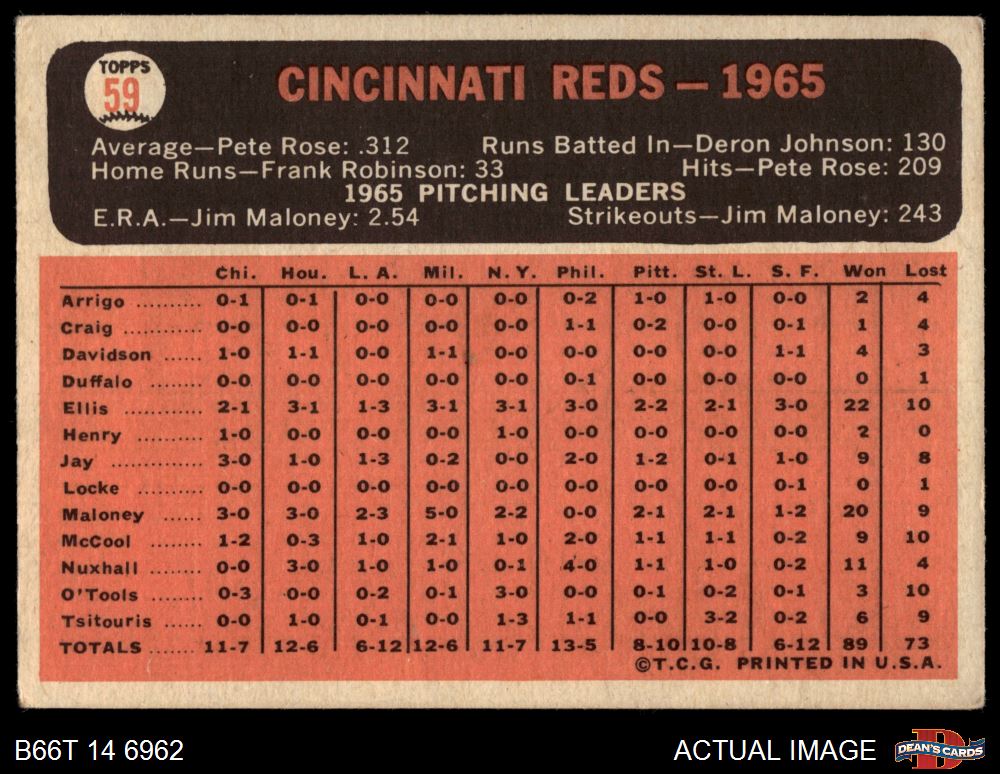 TOPPS
59
CINCINNATI REDS — 1965
Average—Pete Rose: .312 Runs Batted In—Deron Johnson: 130
Home Runs—Frank Robinson: 33 Hits—Pete Rose: 209
1965 PITCHING LEADERS
E.R.A.—Jim Maloney: 2.54 Strikeouts—Jim Maloney: 243
Chi. Hou. L. A. Mil. N. Y. Phil. Pitt. St. L. S. F. Won Lost
Arrigo .......... 0-1 0-1 0-0 0-0 0-0 0-2 1-0 1-0 0-0 2 4
Craig ............ 0-0 0-0 0-0 0-0 0-0 1-1 0-2 0-0 0-1 1 4
Davidson ...... 1-0 1-1 0-0 1-1 0-0 0-0 0-0 0-0 1-1 4 3
Duffalo ........ 0-0 0-0 0-0 0-0 0-0 0-1 0-0 0-0 0-0 0 1
Ellis .............. 2-1 3-1 1-3 3-1 3-1 3-0 2-2 2-1 3-0 22 10
Henry .......... 1-0 0-0 0-0 0-0 1-0 0-0 0-0 0-0 0-0 2 0
Jay .............. 3-0 1-0 1-3 0-2 0-0 2-0 1-2 0-1 1-0 9 8
Locke .......... 0-0 0-0 0-0 0-0 0-0 0-0 0-0 0-0 0-1 0 1
Maloney ...... 3-0 3-0 2-3 5-0 2-2 0-0 2-1 2-1 1-2 20 9
McCool ........ 1-2 0-3 1-0 2-1 1-0 2-0 1-1 1-1 0-2 9 10
Nuxhall ........ 0-0 3-0 1-0 1-0 0-1 4-0 1-1 1-0 0-2 11 4
O'Tools ........ 0-3 0-0 0-2 0-1 3-0 0-0 0-1 0-2 0-1 3 10
Tsitouris ...... 0-0 1-0 0-1 0-0 1-3 1-1 0-0 3-2 0-2 6 9
TOTALS ....... 11-7 12-6 6-12 12-6 11-7 13-5 8-10 10-8 6-12 89 73
©T.C.G. PRINTED IN U.S.A.
B66T 14 6962 ACTUAL IMAGE DEAN'S CARDS